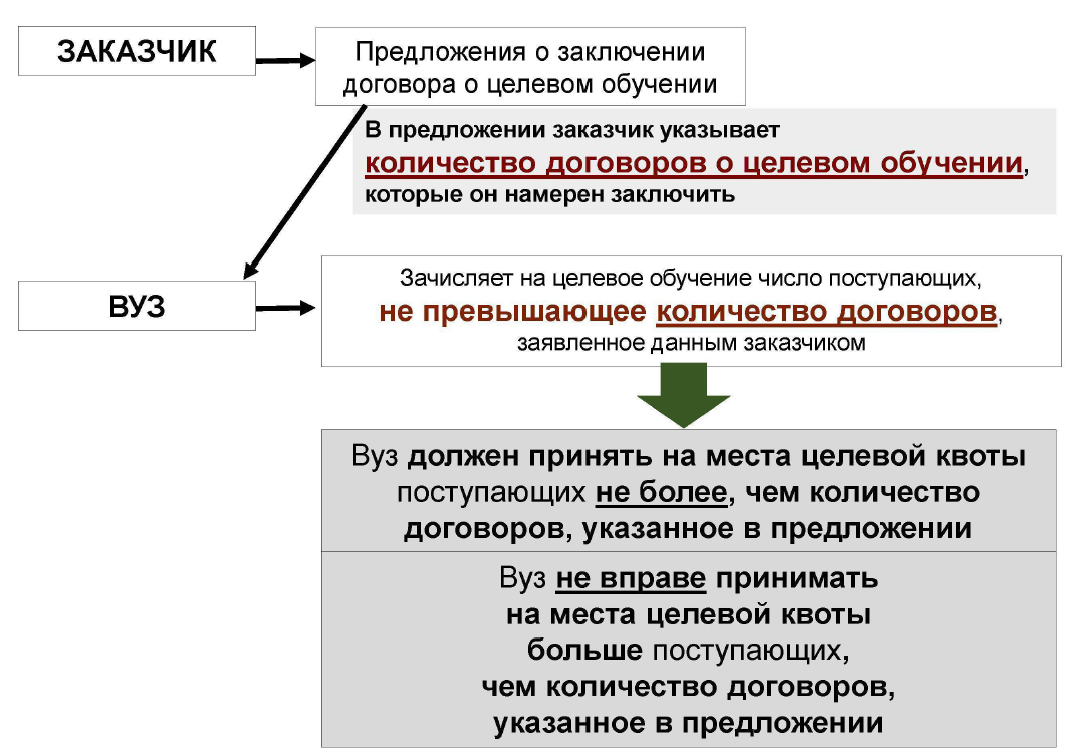 ЗАКАЗЧИК
Предложения о заключении
договора о целевом обучении
В предложении заказчик указывает
количество договоров о целевом обучении,
которые он намерен заключить
ВУЗ
Зачисляет на целевое обучение число поступающих,
не превышающее количество договоров,
заявленное данным заказчиком
Вуз должен принять на места целевой квоты
поступающих не более, чем количество
договоров, указанное в предложении
Вуз не вправе принимать
на места целевой квоты
больше поступающих,
чем количество договоров,
указанное в предложении